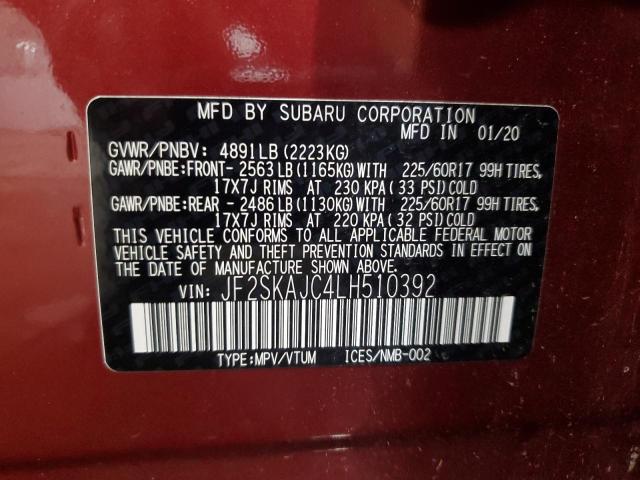 MFD BY SUBARU CORPORATION
MFD IN 01/20
GVWR/PNBV: 4891LB (2223KG)
GAWR/PNBE:FRONT- 2563LB (1165KG) WITH 225/60R17 99H TIRES,
17X7J RIMS AT 230 KPA (33 PSI) COLD
GAWR/PNBE:REAR - 2486LB (1130KG) WITH 225/60R17 99H TIRES,
17X7J RIMS AT 220 KPA (32 PSI) COLD
THIS VEHICLE CONFORMS TO ALL APPLICABLE FEDERAL MOTOR
VEHICLE SAFETY AND THEFT PREVENTION STANDARDS IN EFFECT
ON THE DATE OF MANUFACTURE SHOWN ABOVE.
VIN: JF2SKAJC4LH510392
TYPE:MPV/VTUM ICES/NMB-002